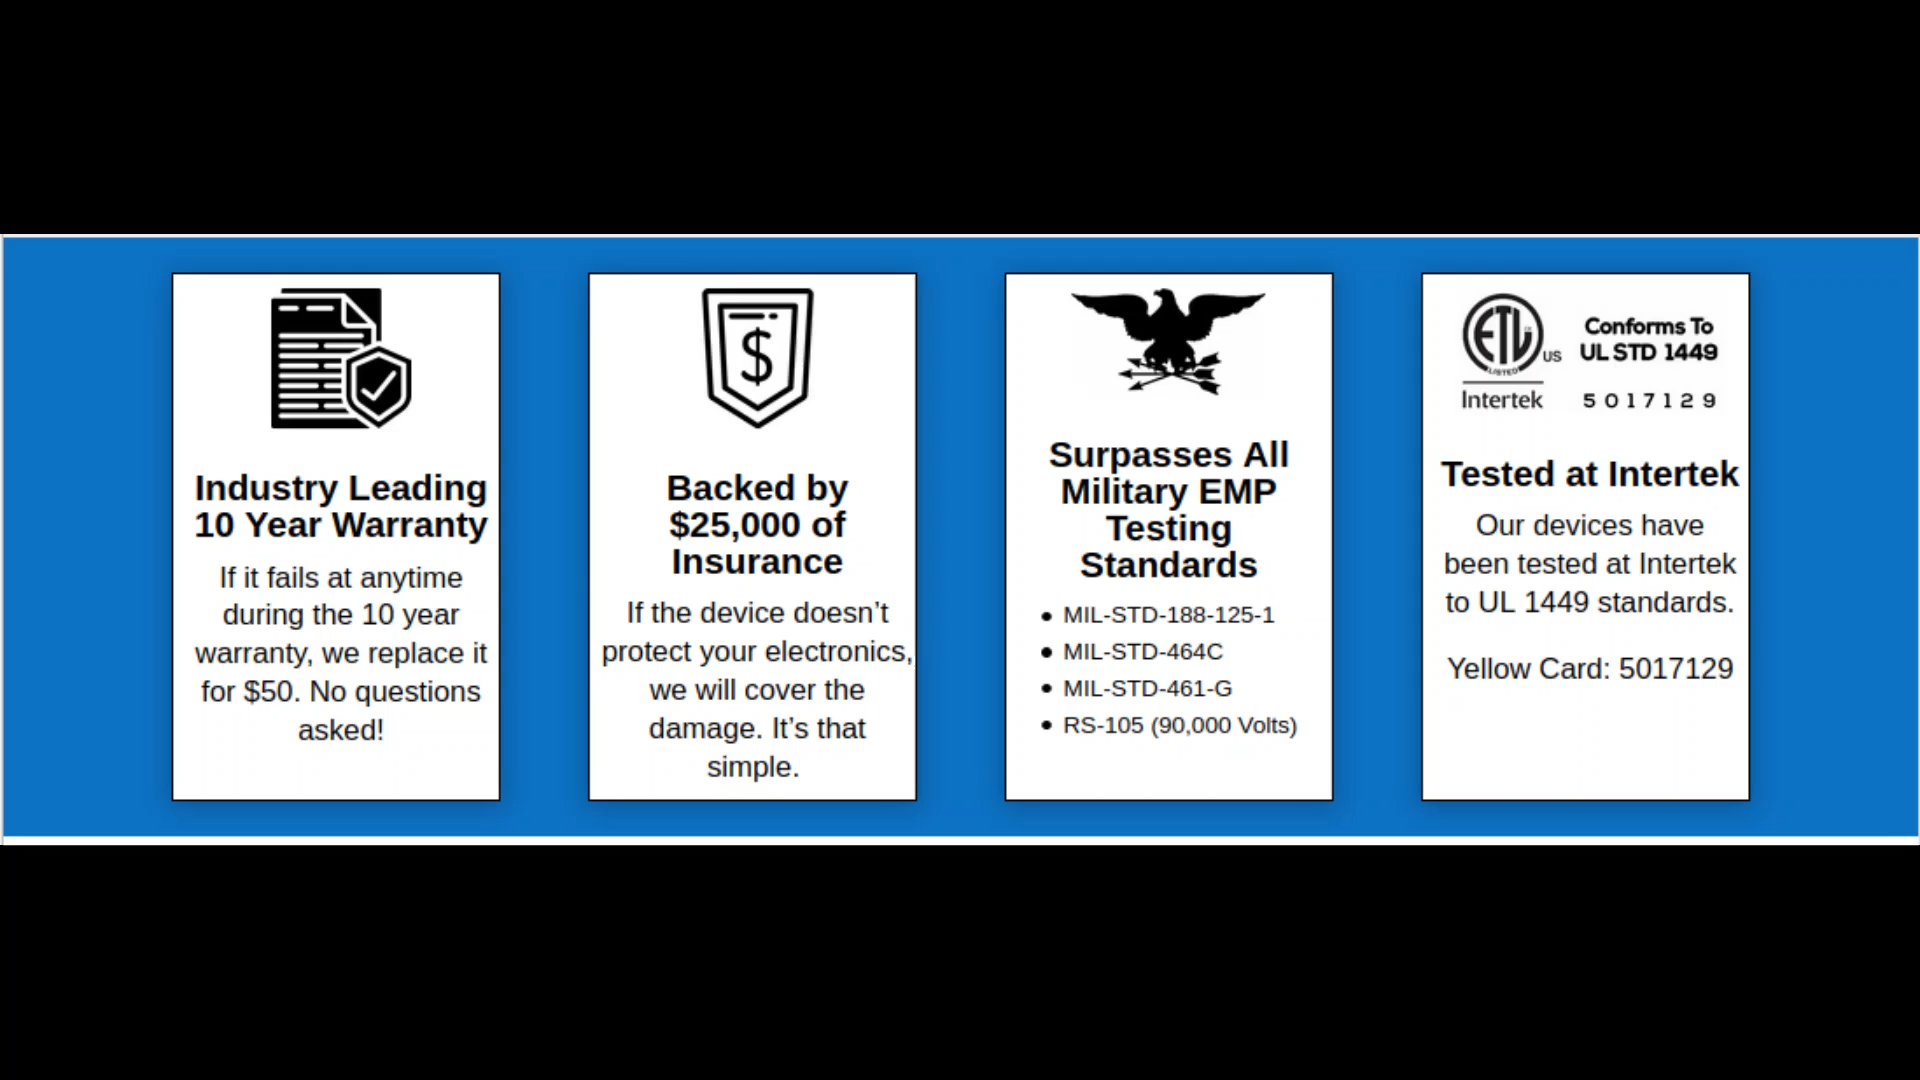 Industry Leading
10 Year Warranty
If it fails at anytime
during the 10 year
warranty, we replace it
for $50. No questions
asked!
$
Backed by
$25,000 of
Insurance
If the device doesn’t
protect your electronics,
we will cover the
damage. It’s that
simple.
Surpasses All
Military EMP
Testing
Standards
MIL-STD-188-125-1
MIL-STD-464C
MIL-STD-461-G
RS-105 (90,000 Volts)
ETL
LISTED
US
Intertek
Conforms To
UL STD 1449
5017129
Tested at Intertek
Our devices have
been tested at Intertek
to UL 1449 standards.
Yellow Card: 5017129